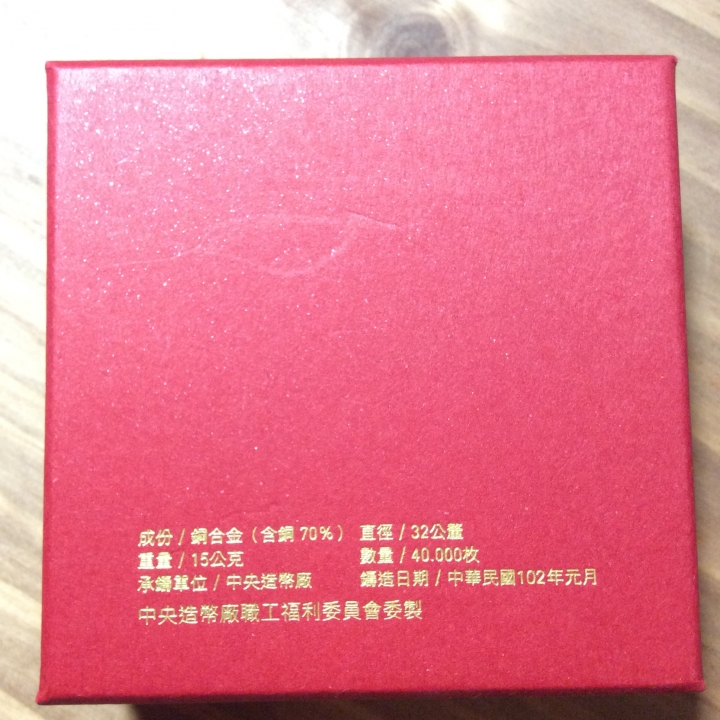 成份 / 銅合金（含銅 70%） 直徑 / 32公釐
重量 / 15公克 數量 / 40.000枚
承鑄單位 / 中央造幣廠 鑄造日期 / 中華民國102年元月
中央造幣廠職工福利委員會委製